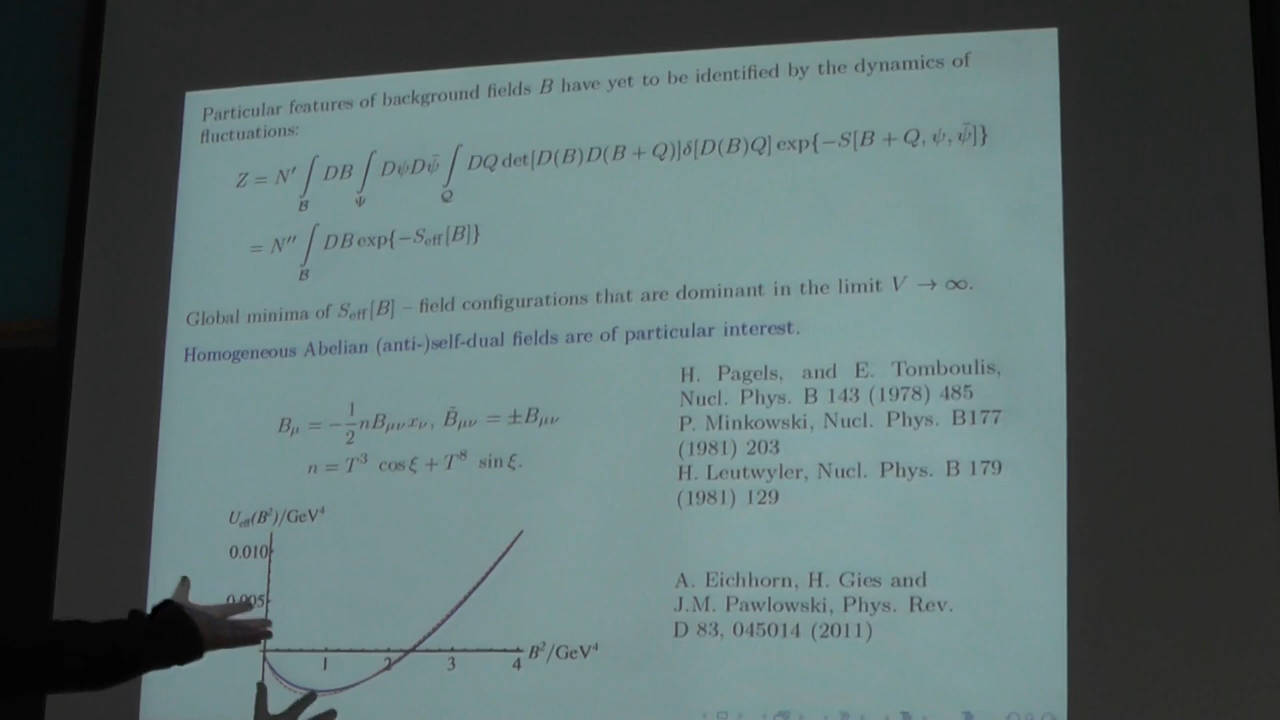 Particular features of background fields B have yet to be identified by the dynamics of
fluctuations:
Z = N′ ∫_B DB ∫_Ψ DψDψ̄ ∫_Q DQ det[D(B)D(B + Q)]δ[D(B)Q] exp{−S[B + Q, ψ, ψ̄]}
= N″ ∫_B DB exp{−S_eff[B]}
Global minima of S_eff[B] – field configurations that are dominant in the limit V → ∞.
Homogeneous Abelian (anti-)self-dual fields are of particular interest.
B_μ = −1/2 nB_μν x_ν, B̃_μν = ±B_μν
n = T³ cos ξ + T⁸ sin ξ.
H. Pagels, and E. Tomboulis,
Nucl. Phys. B 143 (1978) 485
P. Minkowski, Nucl. Phys. B177
(1981) 203
H. Leutwyler, Nucl. Phys. B 179
(1981) 129
U_eff(B²)/GeV⁴
0.010
0.005
1 2 3 4 B²/GeV⁴
A. Eichhorn, H. Gies and
J.M. Pawlowski, Phys. Rev.
D 83, 045014 (2011)